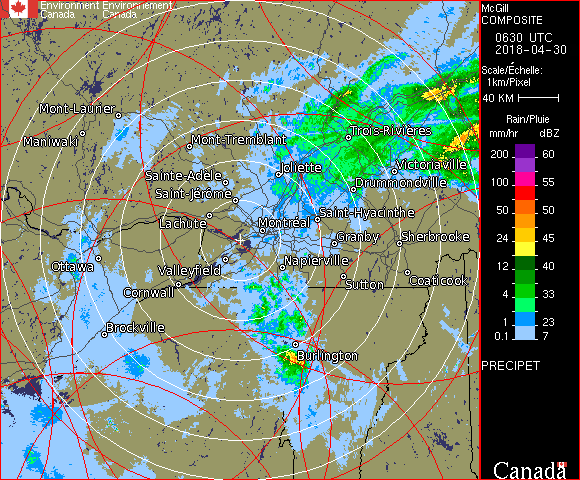 Environment Environnement
Canada Canada
McGill
COMPOSITE
0630 UTC
2018-04-30
Scale/Échelle:
1km/Pixel
40 KM
Rain/Pluie
mm/hr dBZ
200 60
100 55
50 50
24 45
12 40
4 33
1 23
0.1 7
PRECIPET
Canada
Mont-Laurier
Maniwaki
Mont-Tremblant
Trois-Rivières
Sainte-Adèle
Joliette
Victoriaville
Saint-Jérôme
Drummondville
Lachute
Montréal
Saint-Hyacinthe
Granby
Sherbrooke
Ottawa
Valleyfield
Napierville
Cornwall
Sutton
Coaticook
Brockville
Burlington